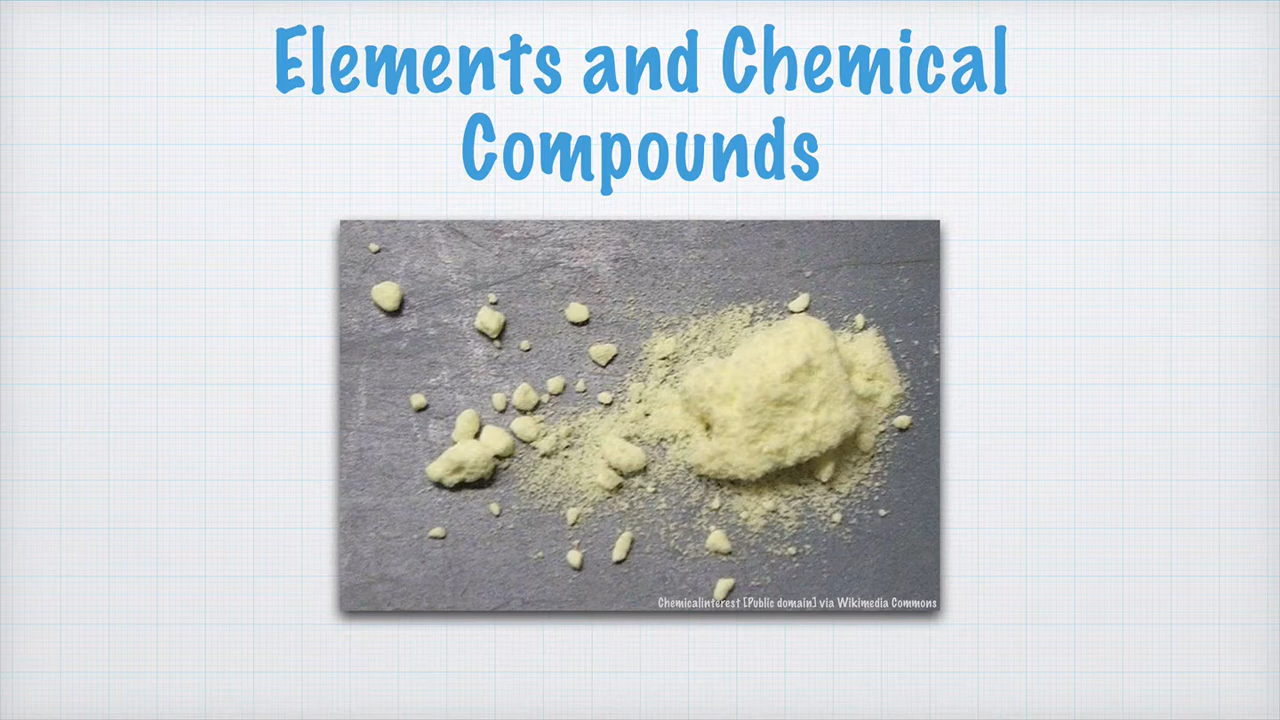 Elements and Chemical
Compounds
Chemicalinterest [Public domain] via Wikimedia Commons